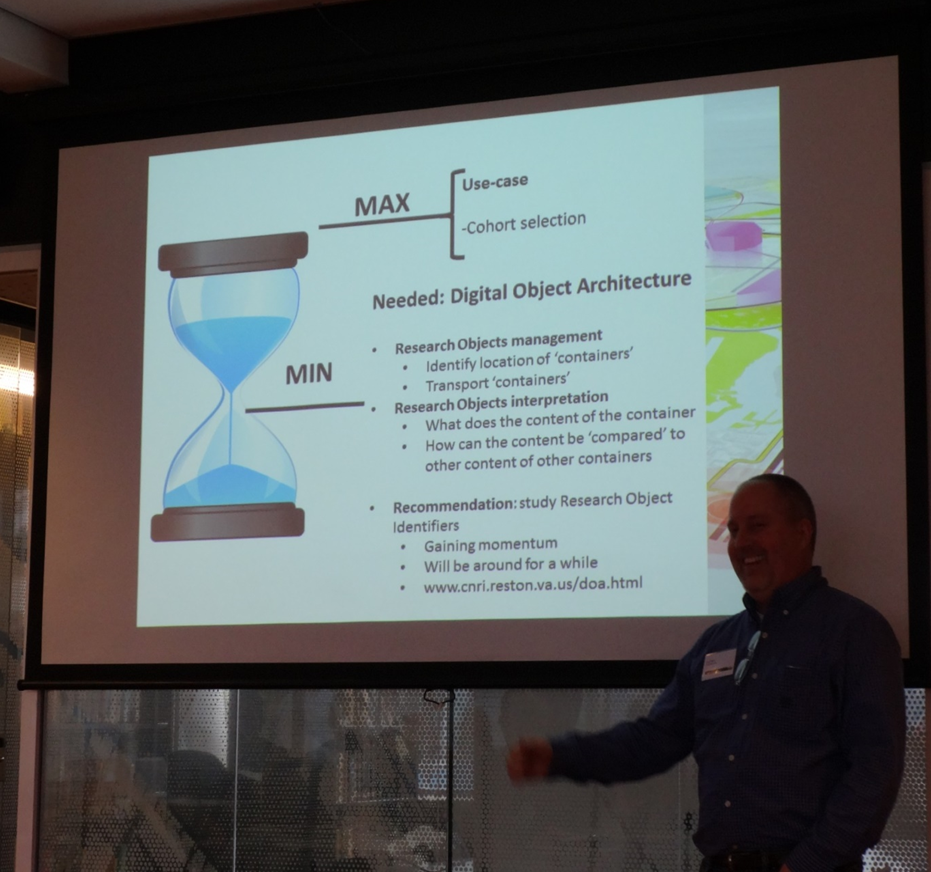 MAX
Use-case
-Cohort selection
Needed: Digital Object Architecture
MIN
• Research Objects management
• Identify location of ‘containers’
• Transport ‘containers’
• Research Objects interpretation
• What does the content of the container
• How can the content be ‘compared’ to
other content of other containers
• Recommendation: study Research Object
Identifiers
• Gaining momentum
• Will be around for a while
• www.cnri.reston.va.us/doa.html